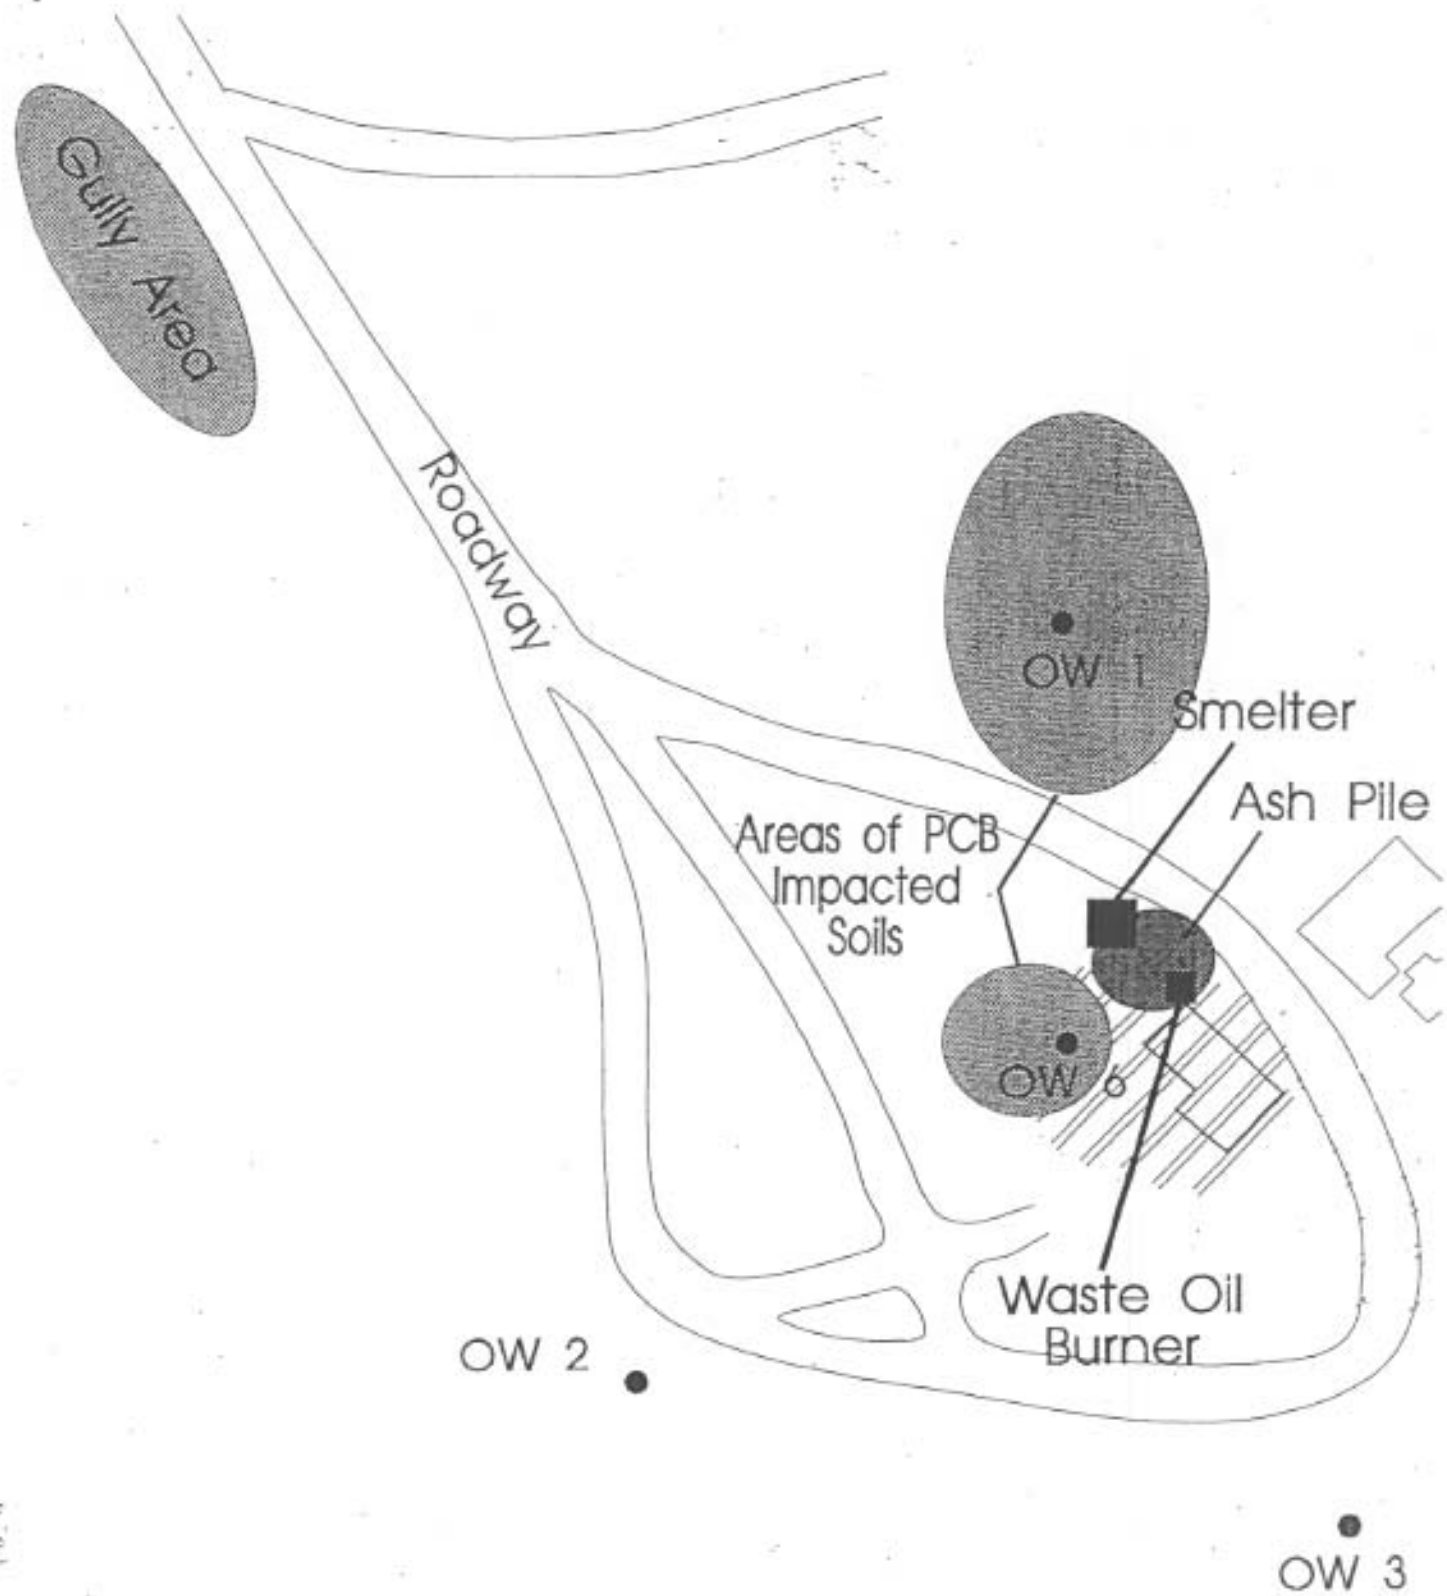 Gully Area
Roadway
OW 1
Smelter
Ash Pile
Areas of PCB
Impacted
Soils
OW 6
Waste Oil
Burner
OW 2
OW 3